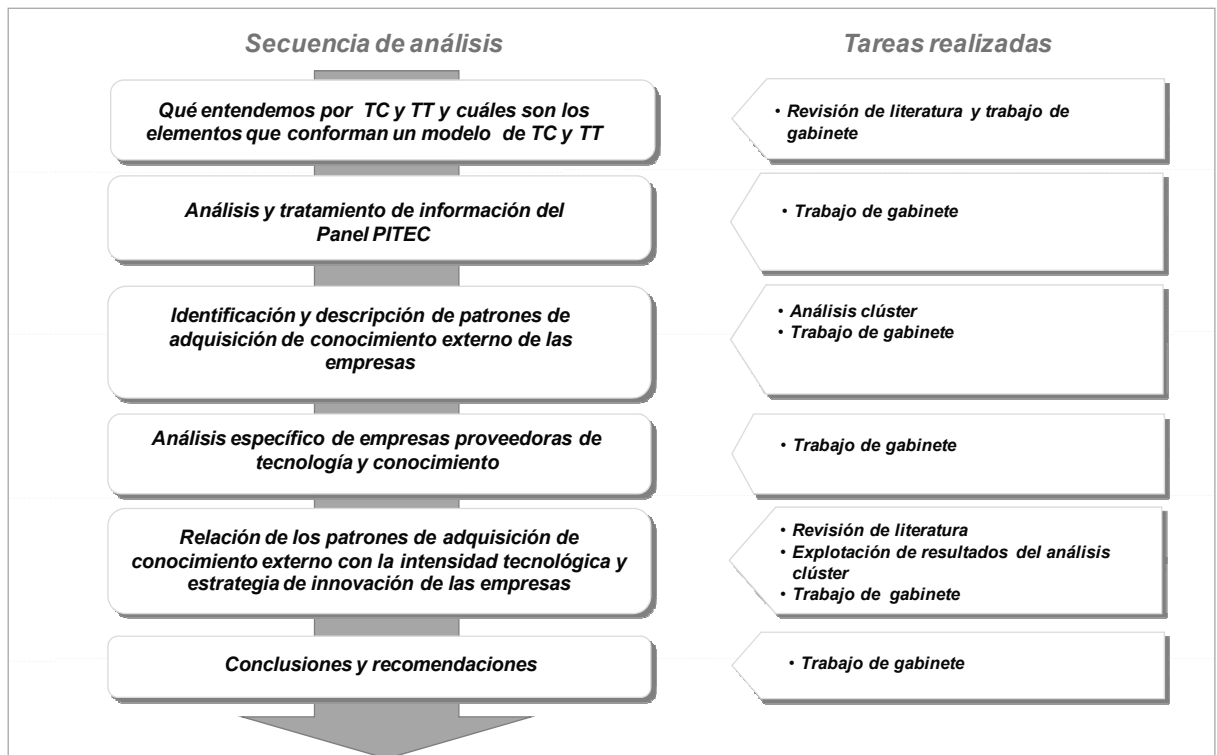 Secuencia de análisis
Tareas realizadas
Qué entendemos por TC y TT y cuáles son los
elementos que conforman un modelo de TC y TT
• Revisión de literatura y trabajo de
gabinete
Análisis y tratamiento de información del
Panel PITEC
• Trabajo de gabinete
Identificación y descripción de patrones de
adquisición de conocimiento externo de las
empresas
• Análisis clúster
• Trabajo de gabinete
Análisis específico de empresas proveedoras de
tecnología y conocimiento
• Trabajo de gabinete
Relación de los patrones de adquisición de
conocimiento externo con la intensidad tecnológica y
estrategia de innovación de las empresas
• Revisión de literatura
• Explotación de resultados del análisis
clúster
• Trabajo de gabinete
Conclusiones y recomendaciones
• Trabajo de gabinete